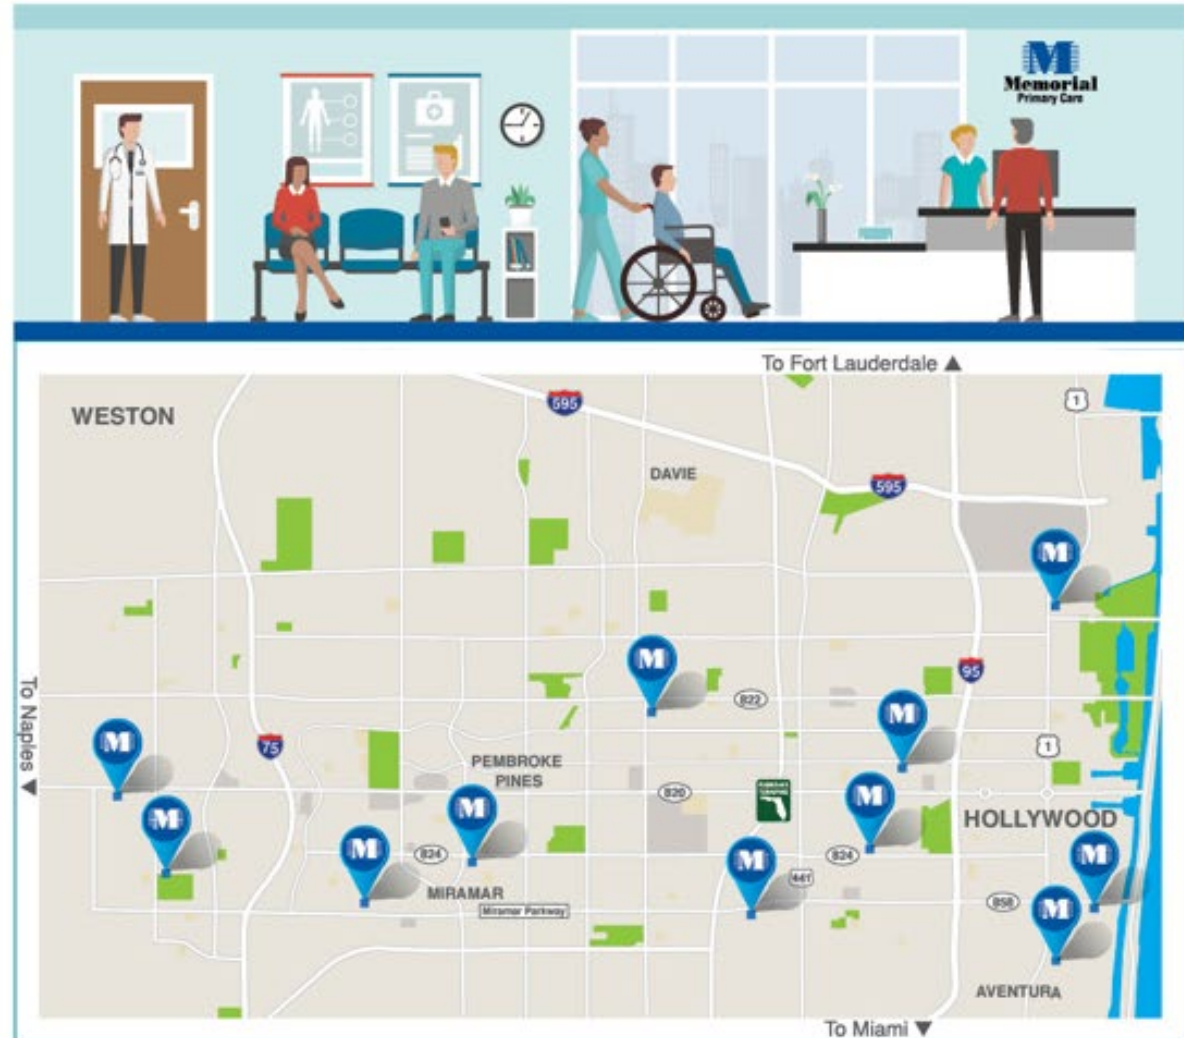 M
Memorial
Primary Care
To Fort Lauderdale ▲
WESTON
595
1
DAVIE
595
M
M
95
822
M
To Naples ▼
M
75
1
PEMBROKE
PINES
820
M
M
M
HOLLYWOOD
M
824
M
824
M
441
MIRAMAR
Miramar Parkway
858
M
AVENTURA
To Miami ▼